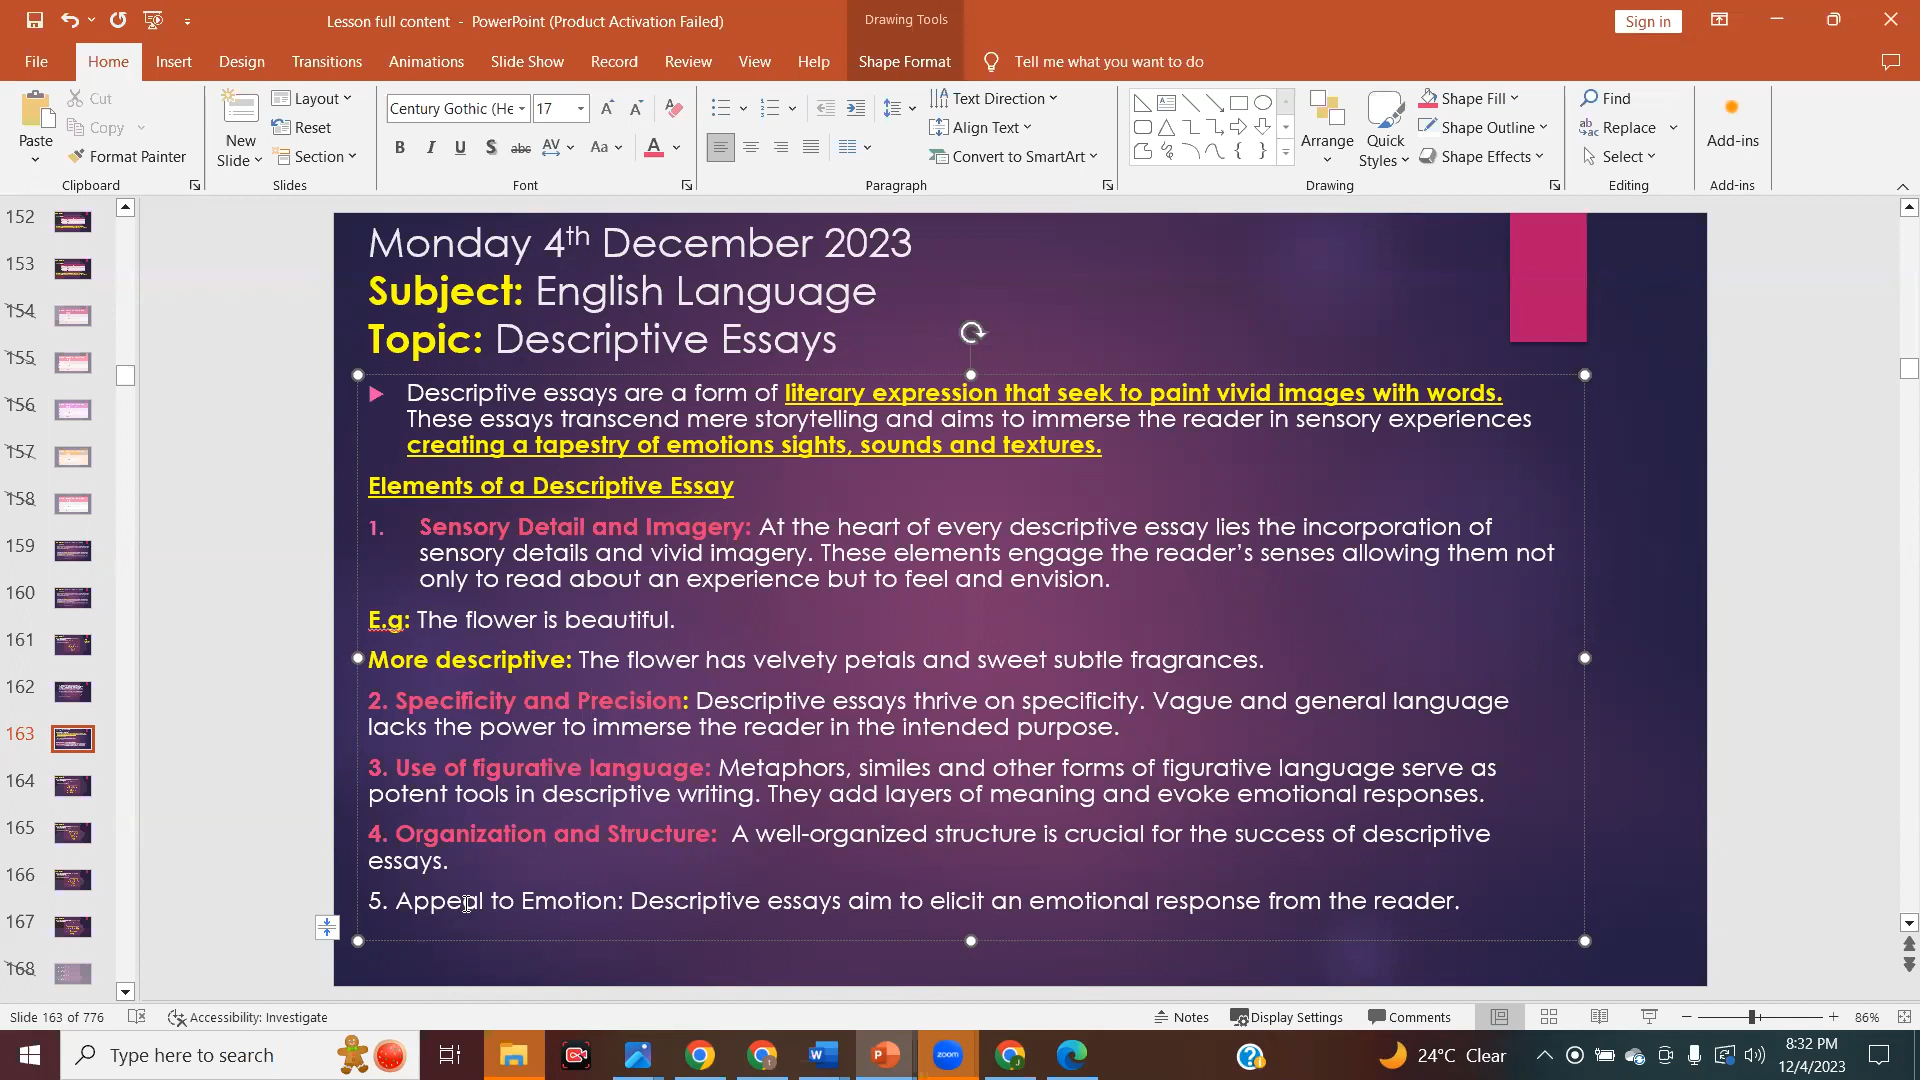 Lesson full content - PowerPoint (Product Activation Failed)
Drawing Tools
Sign in
File Home Insert Design Transitions Animations Slide Show Record Review View Help Shape Format Tell me what you want to do
Paste
Cut
Copy
Format Painter
Clipboard
New Slide
Layout
Reset
Section
Slides
Century Gothic (He 17
B I U S abc AV Aa A
Font
Text Direction
Align Text
Convert to SmartArt
Paragraph
Arrange
Quick Styles
Shape Fill
Shape Outline
Shape Effects
Drawing
Find
Replace
Select
Editing
Add-ins
Add-ins
152
153
154
155
156
157
158
159
160
161
162
163
164
165
166
167
168
Monday 4th December 2023
Subject: English Language
Topic: Descriptive Essays
Descriptive essays are a form of literary expression that seek to paint vivid images with words.
These essays transcend mere storytelling and aims to immerse the reader in sensory experiences
creating a tapestry of emotions sights, sounds and textures.
Elements of a Descriptive Essay
1. Sensory Detail and Imagery: At the heart of every descriptive essay lies the incorporation of
sensory details and vivid imagery. These elements engage the reader’s senses allowing them not
only to read about an experience but to feel and envision.
E.g: The flower is beautiful.
More descriptive: The flower has velvety petals and sweet subtle fragrances.
2. Specificity and Precision: Descriptive essays thrive on specificity. Vague and general language
lacks the power to immerse the reader in the intended purpose.
3. Use of figurative language: Metaphors, similes and other forms of figurative language serve as
potent tools in descriptive writing. They add layers of meaning and evoke emotional responses.
4. Organization and Structure: A well-organized structure is crucial for the success of descriptive
essays.
5. Appeal to Emotion: Descriptive essays aim to elicit an emotional response from the reader.
Slide 163 of 776 Accessibility: Investigate Notes Display Settings Comments 86%
Type here to search
zoom
24°C Clear
8:32 PM
12/4/2023